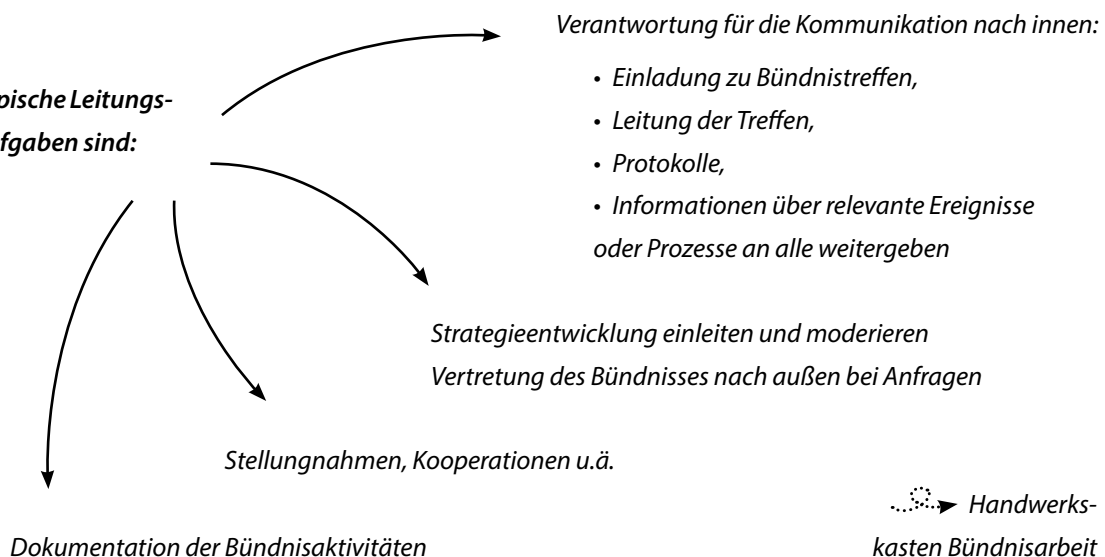 Verantwortung für die Kommunikation nach innen:
• Einladung zu Bündnistreffen,
• Leitung der Treffen,
• Protokolle,
• Informationen über relevante Ereignisse
oder Prozesse an alle weitergeben
pische Leitungs-
fgaben sind:
Strategieentwicklung einleiten und moderieren
Vertretung des Bündnisses nach außen bei Anfragen
Stellungnahmen, Kooperationen u.ä.
Dokumentation der Bündnisaktivitäten
Handwerks-
kasten Bündnisarbeit